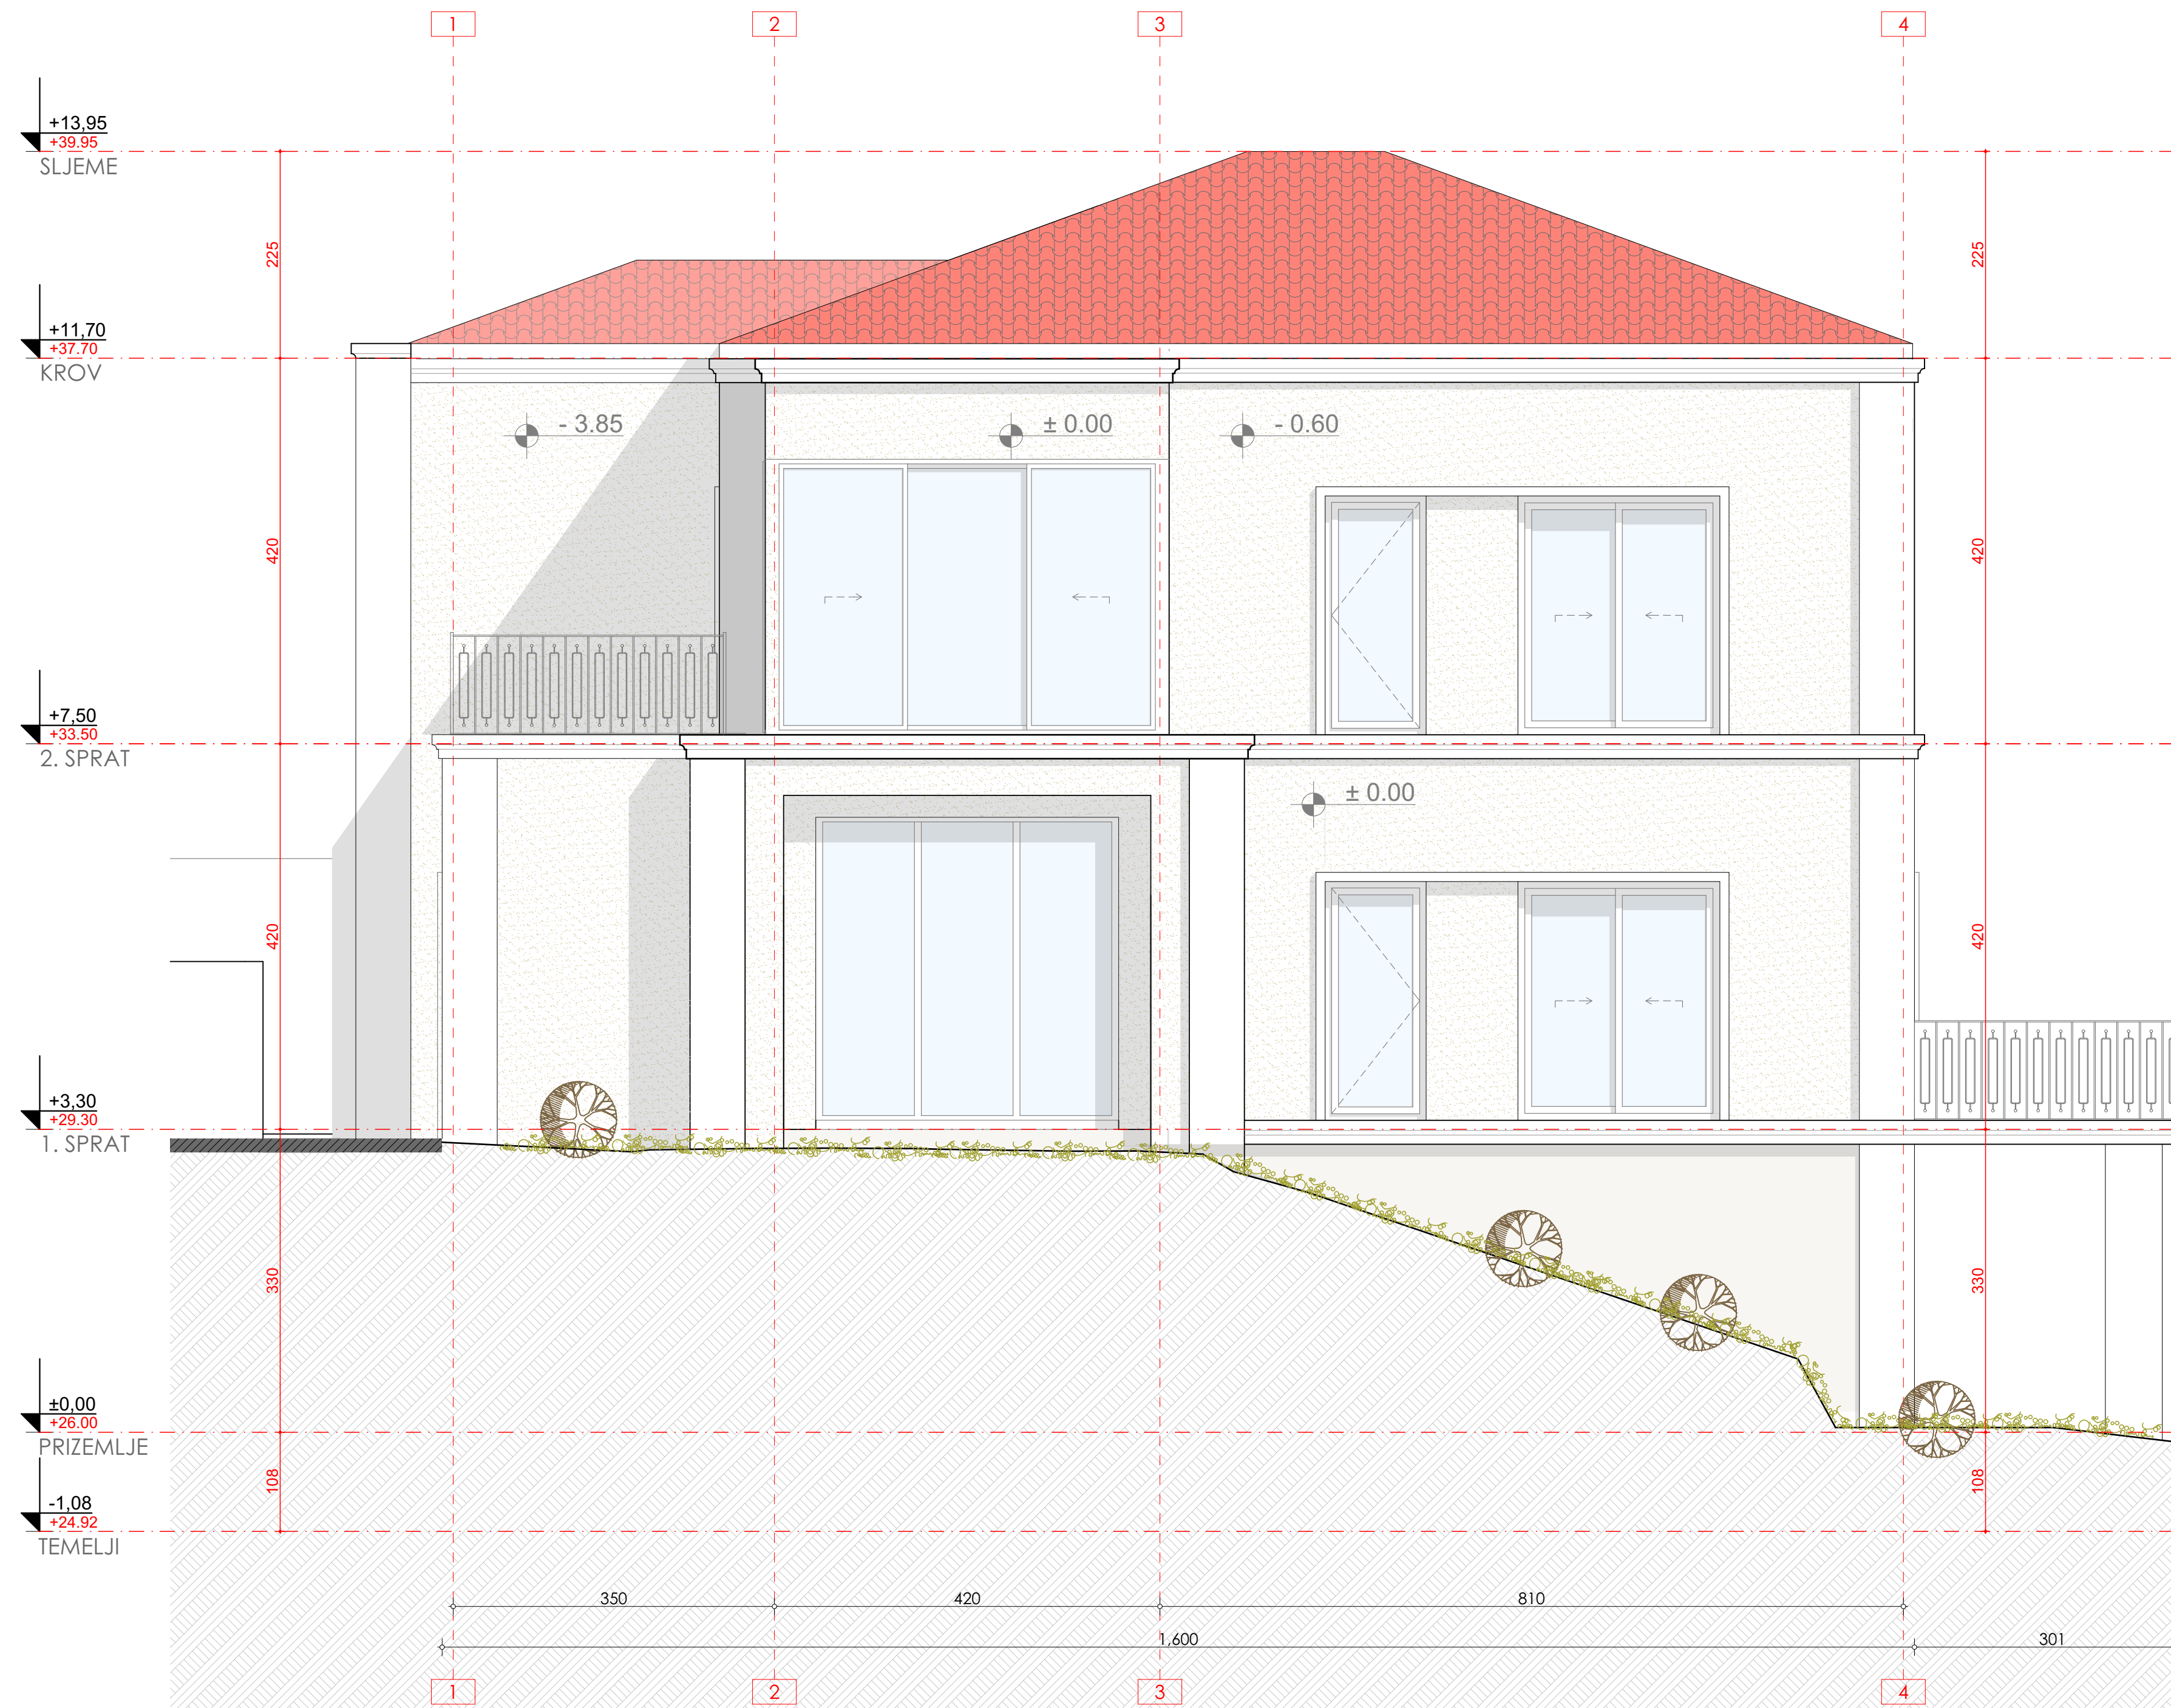 1 2 3 4
+13,95
+39.95
SLJEME
225 225
+11,70
+37.70
KROV
- 3.85 ± 0.00 - 0.60
420 420
+7,50
+33.50
2. SPRAT
± 0.00
420 420
+3,30
+29.30
1. SPRAT
330 330
±0,00
+26.00
PRIZEMLJE
108 108
-1,08
+24.92
TEMELJI
350 420 810
1,600 301
1 2 3 4